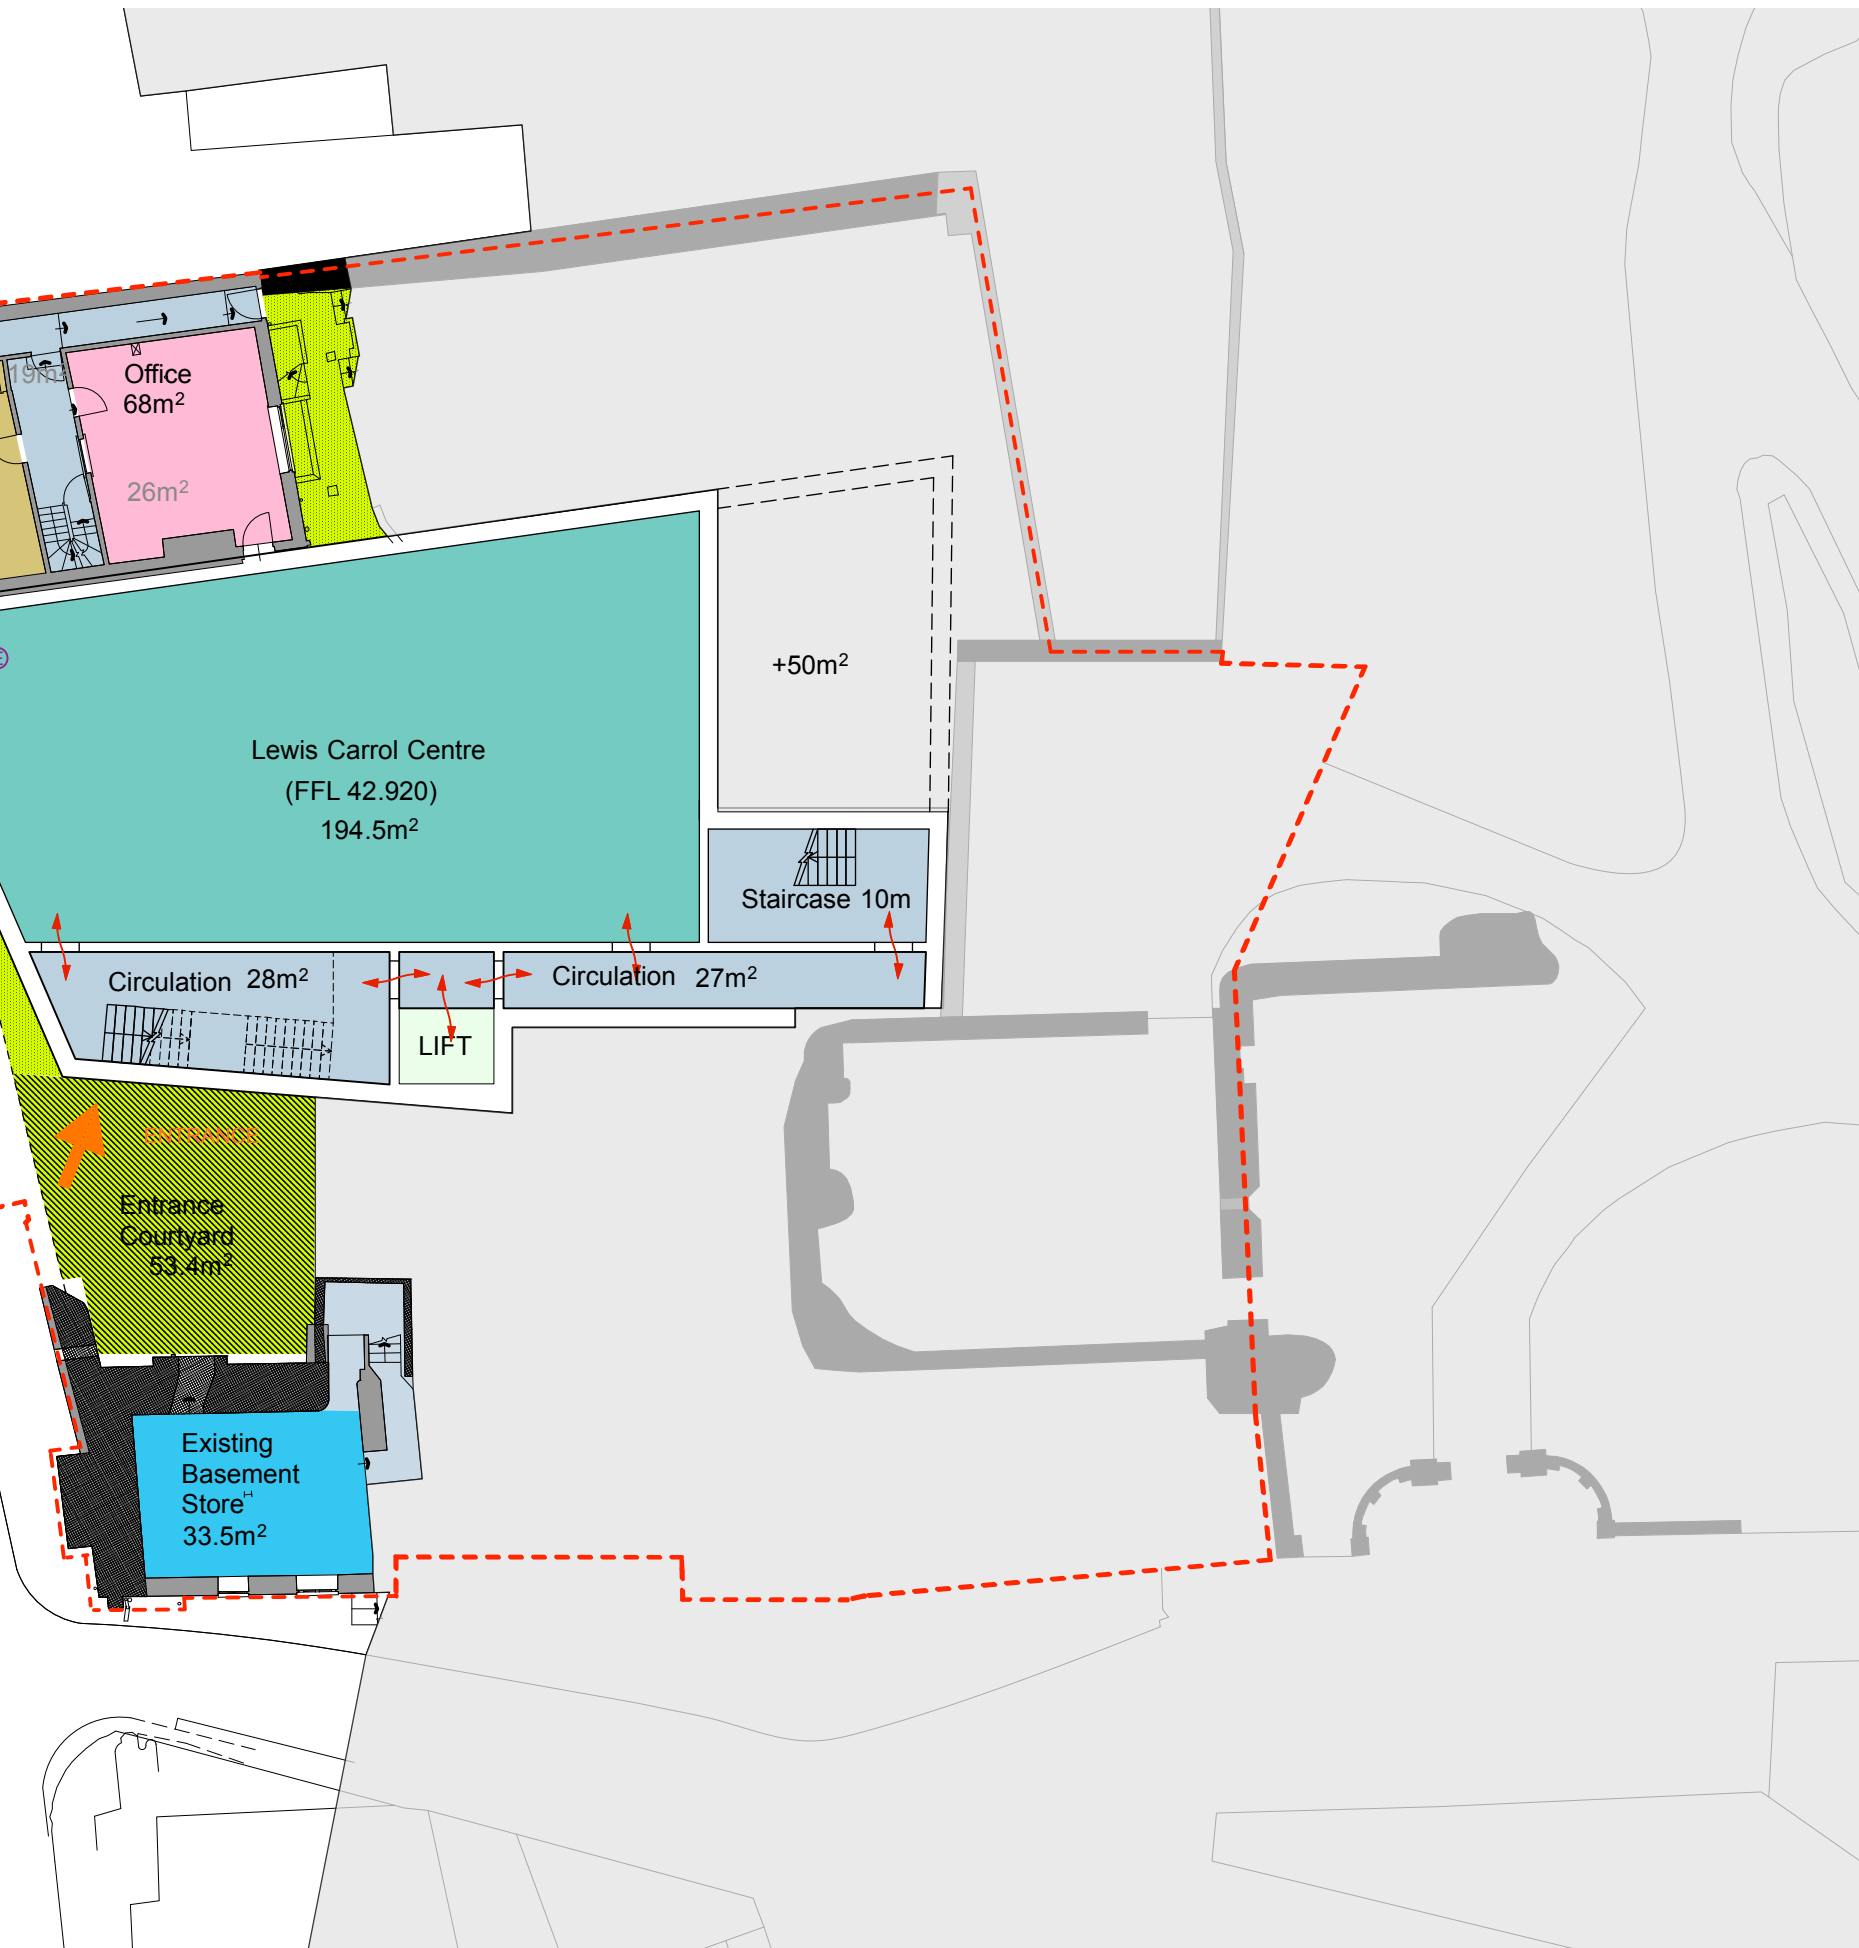 19m²
Office
68m²
26m²
+50m²
Lewis Carrol Centre
(FFL 42.920)
194.5m²
Staircase 10m
Circulation 28m²
Circulation 27m²
LIFT
ENTRANCE
Entrance
Courtyard
53.4m²
Existing
Basement
Store
33.5m²